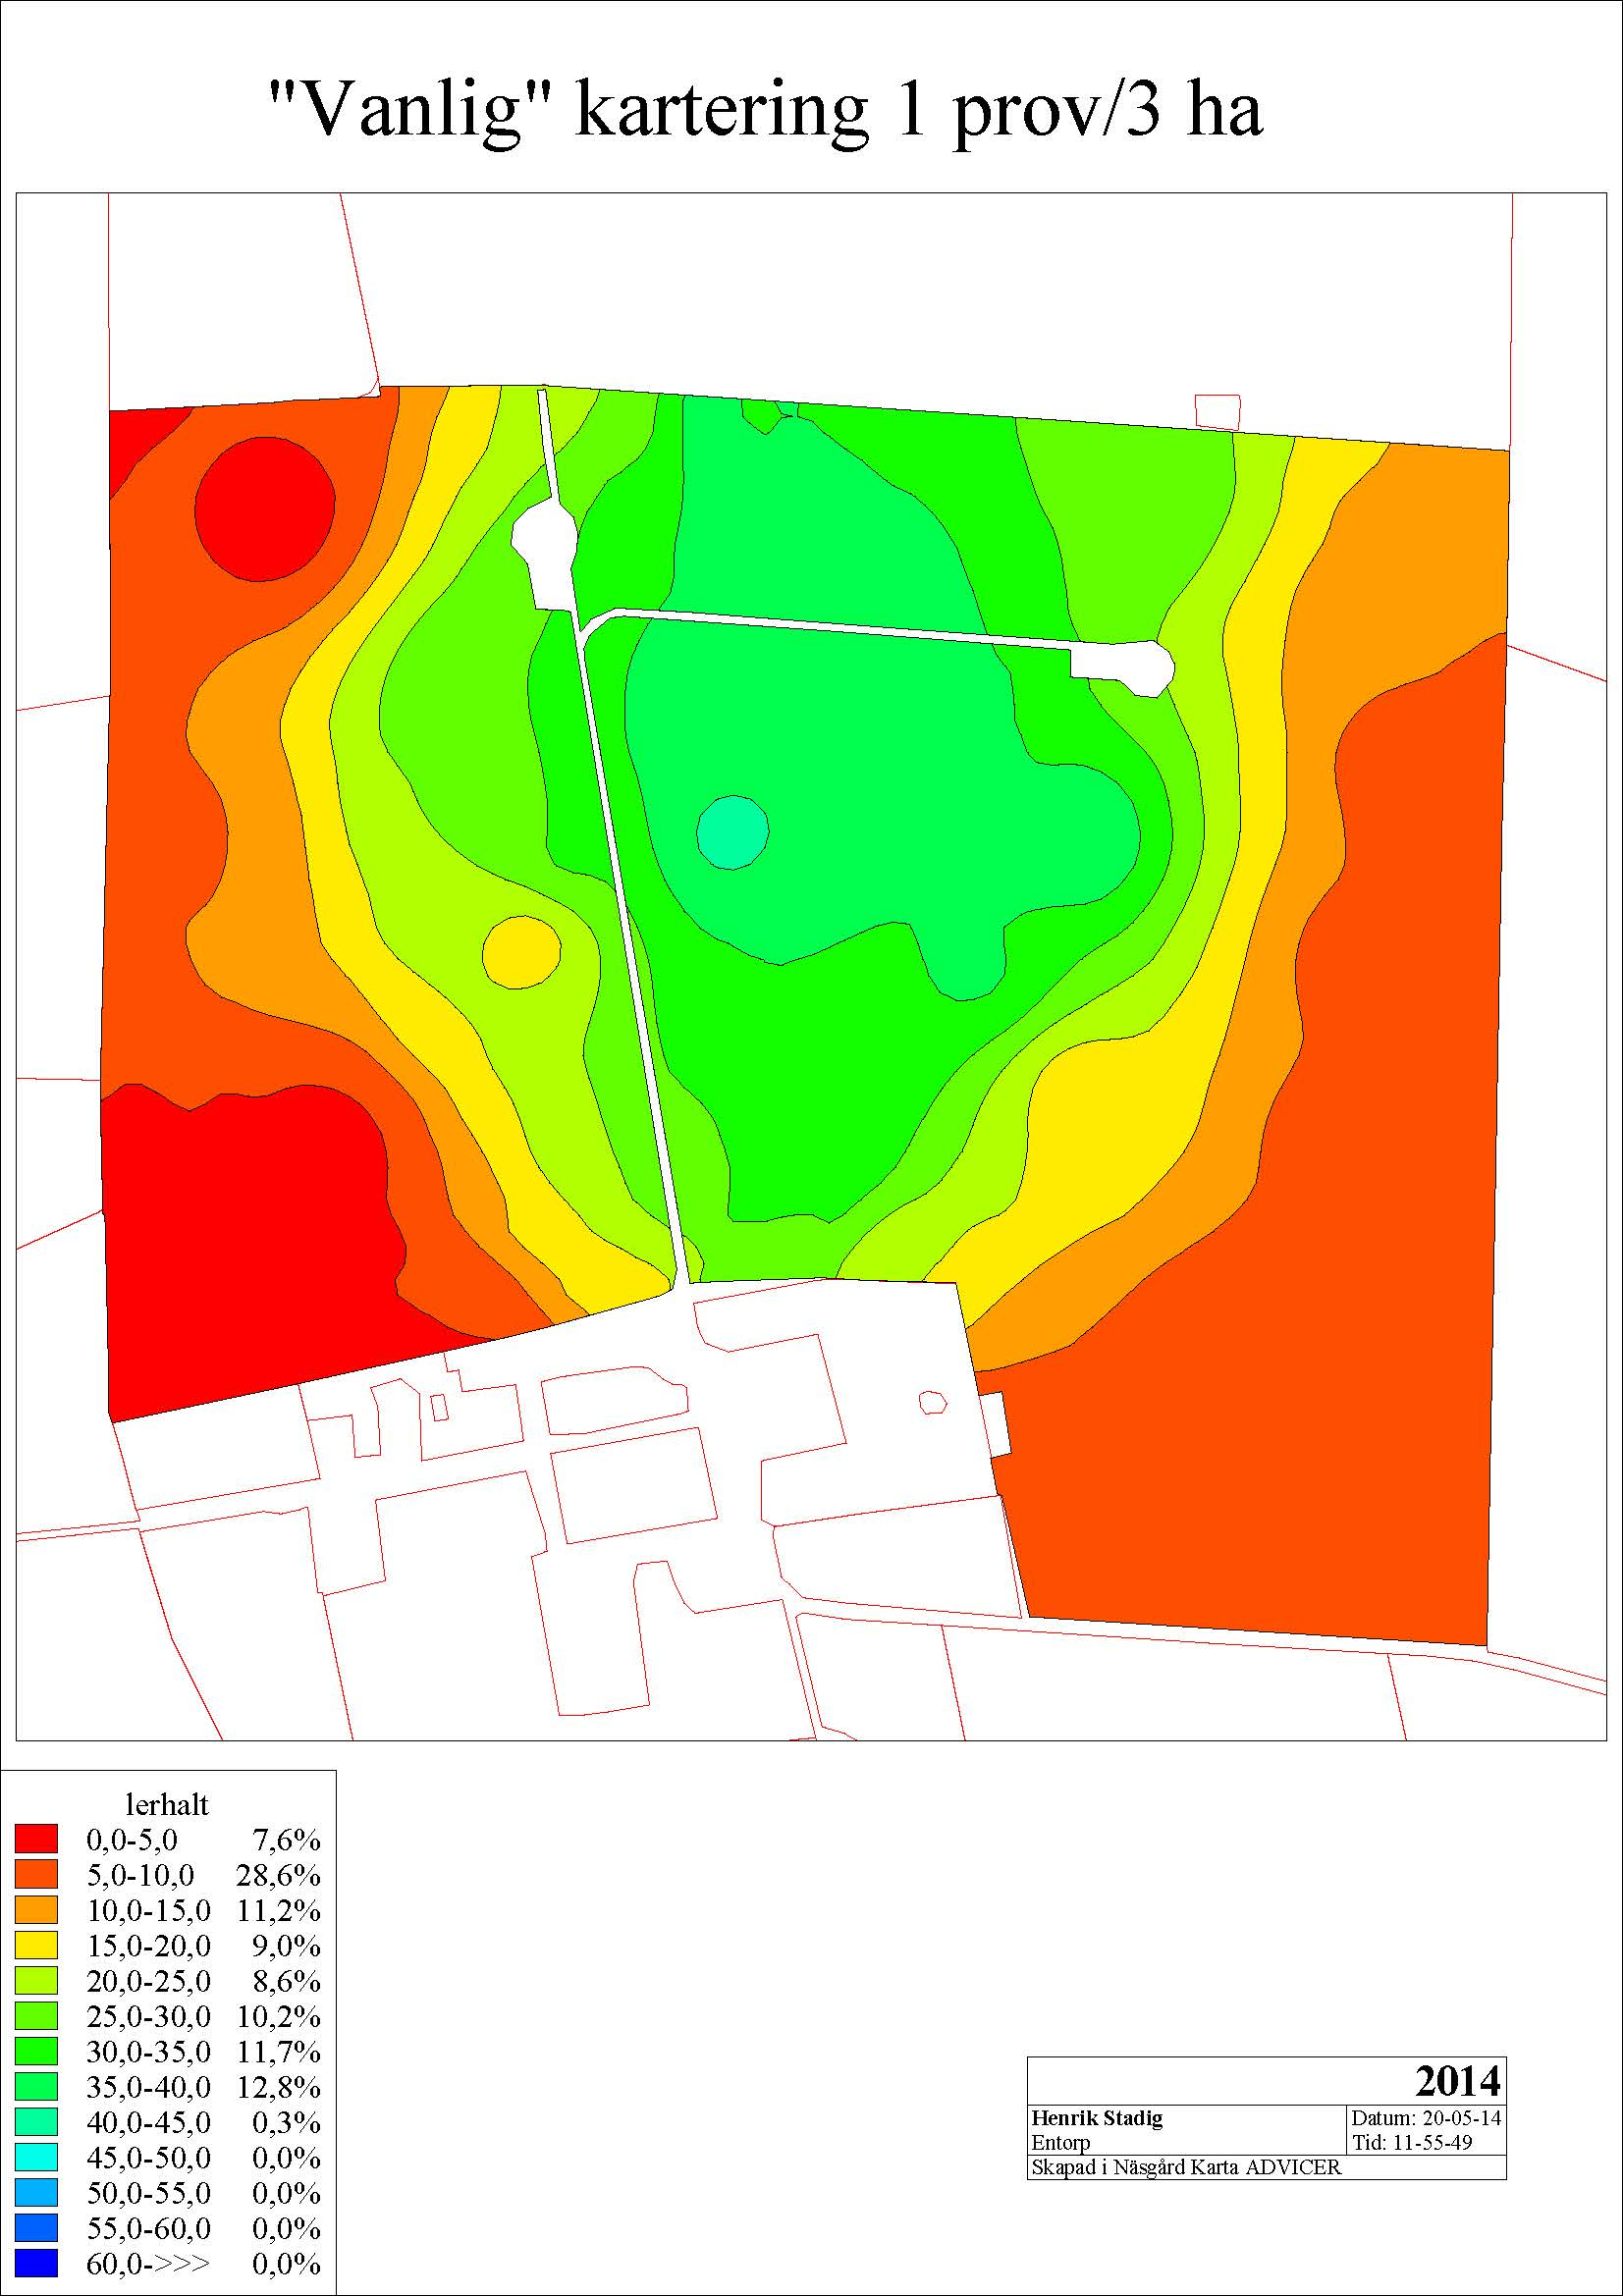 "Vanlig" kartering 1 prov/3 ha
lerhalt
0,0-5,0 7,6%
5,0-10,0 28,6%
10,0-15,0 11,2%
15,0-20,0 9,0%
20,0-25,0 8,6%
25,0-30,0 10,2%
30,0-35,0 11,7%
35,0-40,0 12,8%
40,0-45,0 0,3%
45,0-50,0 0,0%
50,0-55,0 0,0%
55,0-60,0 0,0%
60,0->>> 0,0%
2014
Henrik Stadig Datum: 20-05-14
Entorp Tid: 11-55-49
Skapad i Näsgård Karta ADVICER